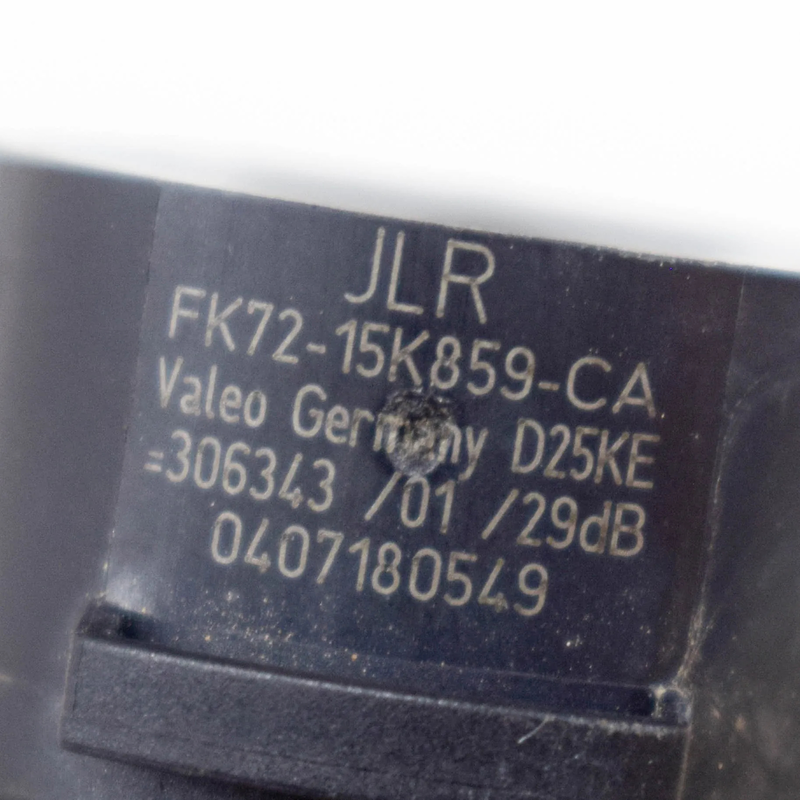 JLR
FK72-15K859-CA
Valeo Germany D25KE
=306343 /01 /29dB
0407180549